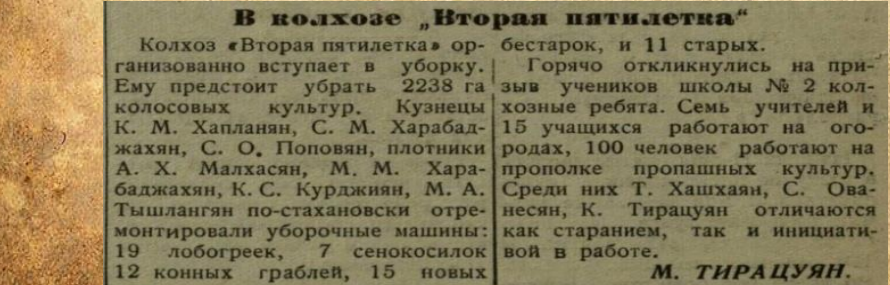 В колхозе „Вторая пятилетка“
Колхоз «Вторая пятилетка» ор-
ганизованно вступает в уборку.
Ему предстоит убрать 2238 га
колосовых культур. Кузнецы
К. М. Хапланян, С. М. Харабад-
жахян, С. О. Поповян, плотники
А. Х. Малхасян, М. М. Хара-
баджахян, К. С. Курджиян, М. А.
Тышлангян по-стахановски отре-
монтировали уборочные машины:
19 лобогреек, 7 сенокосилок
12 конных граблей, 15 новых
бестарок, и 11 старых.
Горячо откликнулись на при-
зыв учеников школы № 2 кол-
хозные ребята. Семь учителей и
15 учащихся работают на ого-
родах, 100 человек работают на
прополке пропашных культур.
Среди них Т. Хашхаян, С. Ова-
несян, К. Тирацуян отличаются
как старанием, так и инициати-
вой в работе.
М. ТИРАЦУЯН.